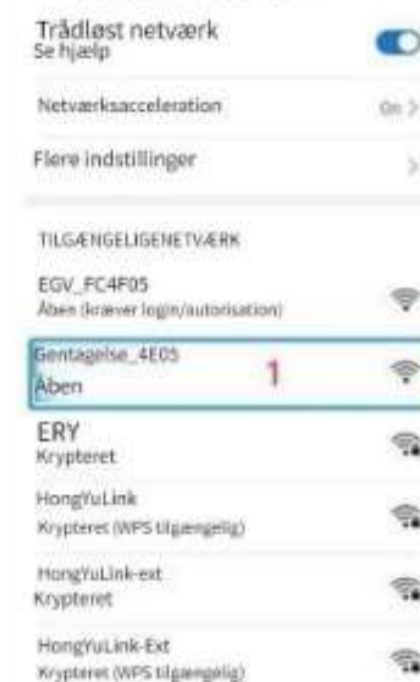 Trådløst netværk
Se hjælp
Netværksacceleration
On >
Flere indstillinger
>
TILGÆNGELIGENETVÆRK
EGV_FC4F05
Åben (kræver login/autorisation)
Gentagelse_4E05
Åben
1
ERY
Krypteret
HongYuLink
Krypteret (WPS tilgængelig)
HongYuLink-ext
Krypteret
HongYuLink-Ext
Krypteret (WPS tilgængelig)